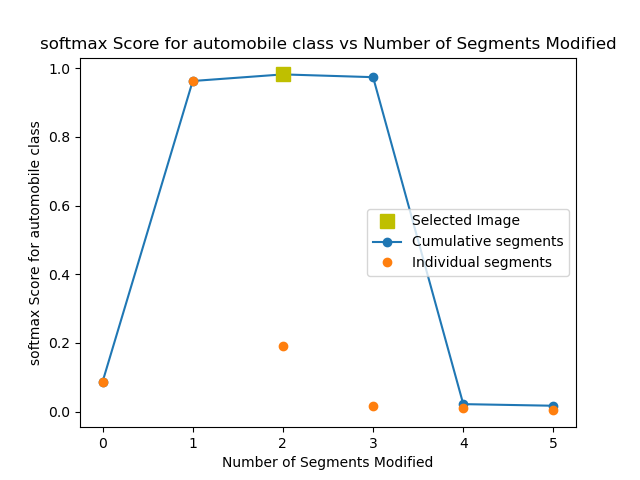 softmax Score for automobile class vs Number of Segments Modified
softmax Score for automobile class
1.0
0.8
0.6
0.4
0.2
0.0
Selected Image
Cumulative segments
Individual segments
0 1 2 3 4 5
Number of Segments Modified